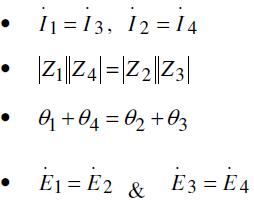 • İ₁ = İ₃, İ₂ = İ₄
• |Z₁||Z₄|=|Z₂||Z₃|
• θ₁ + θ₄ = θ₂ + θ₃
• Ė₁ = Ė₂ & Ė₃ = Ė₄